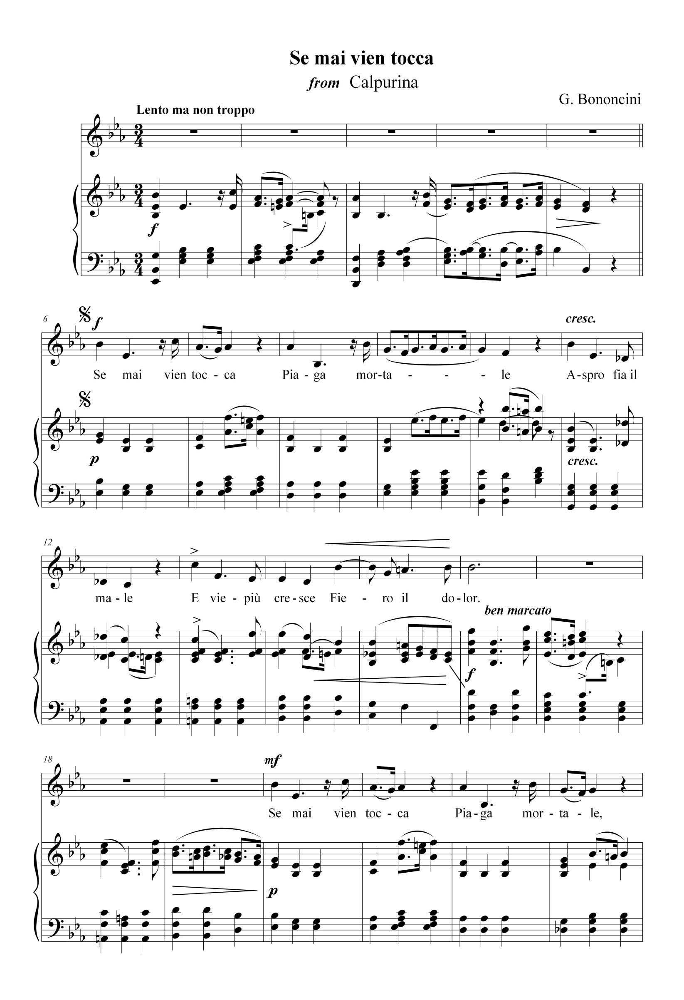 Se mai vien tocca
from Calpurina
G. Bononcini
Lento ma non troppo
f
6
f
cresc.
Se mai vien toc - ca Pia - ga mor - ta - - - le A - spro fia il
p
cresc.
12
ma - le E vie - più cre - sce Fie - ro il do - lor.
ben marcato
f
18
mf
Se mai vien toc - ca Pia - ga mor - ta - le,
p